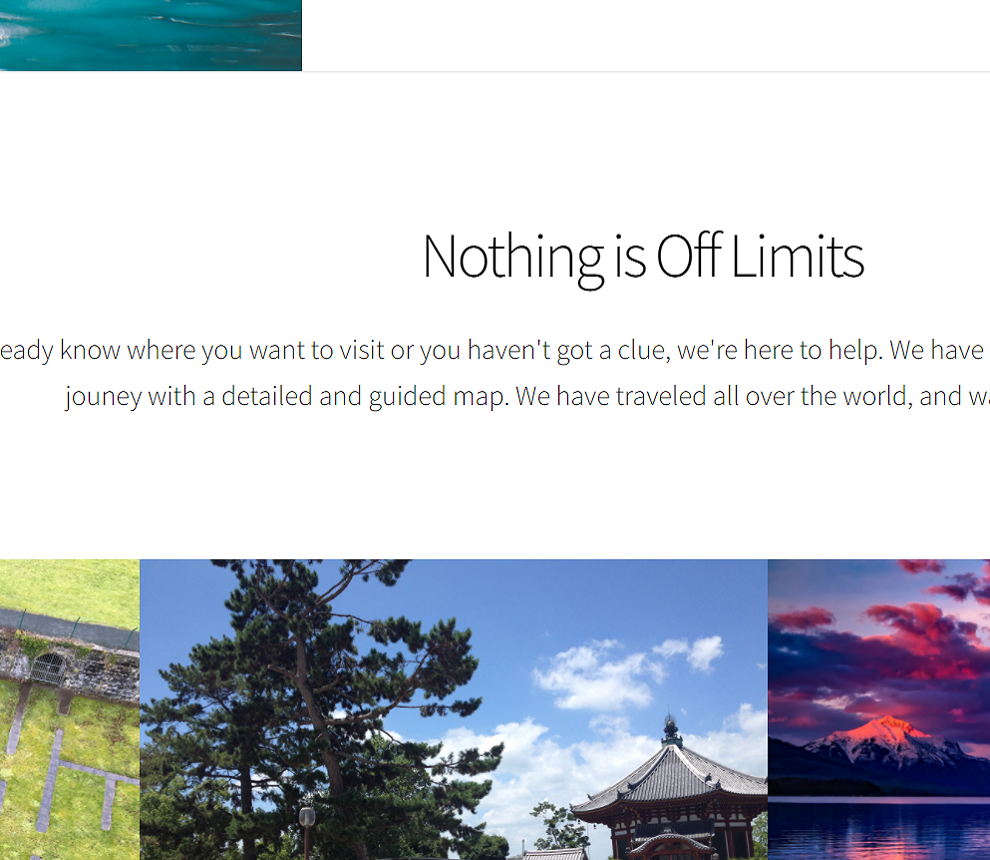 Nothing is Off Limits
eady know where you want to visit or you haven't got a clue, we're here to help. We have
jouney with a detailed and guided map. We have traveled all over the world, and wa